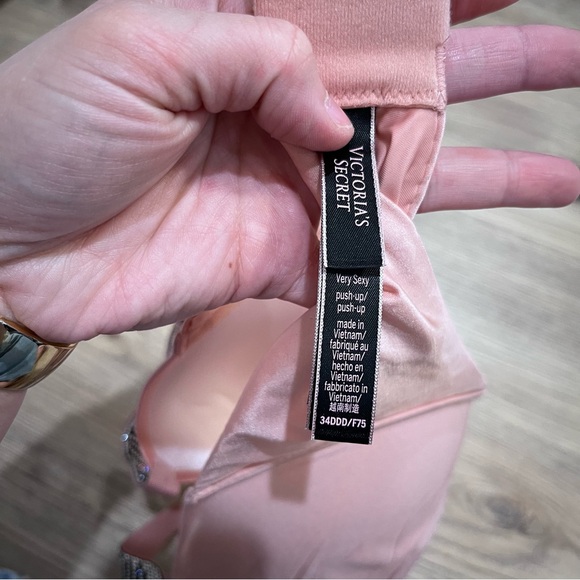 VICTORIA'S
SECRET
Very Sexy
push-up/
push-up
made in
Vietnam/
fabriqué au
Vietnam/
hecho en
Vietnam/
fabbricato in
Vietnam/
越南制造
34DDD/F75